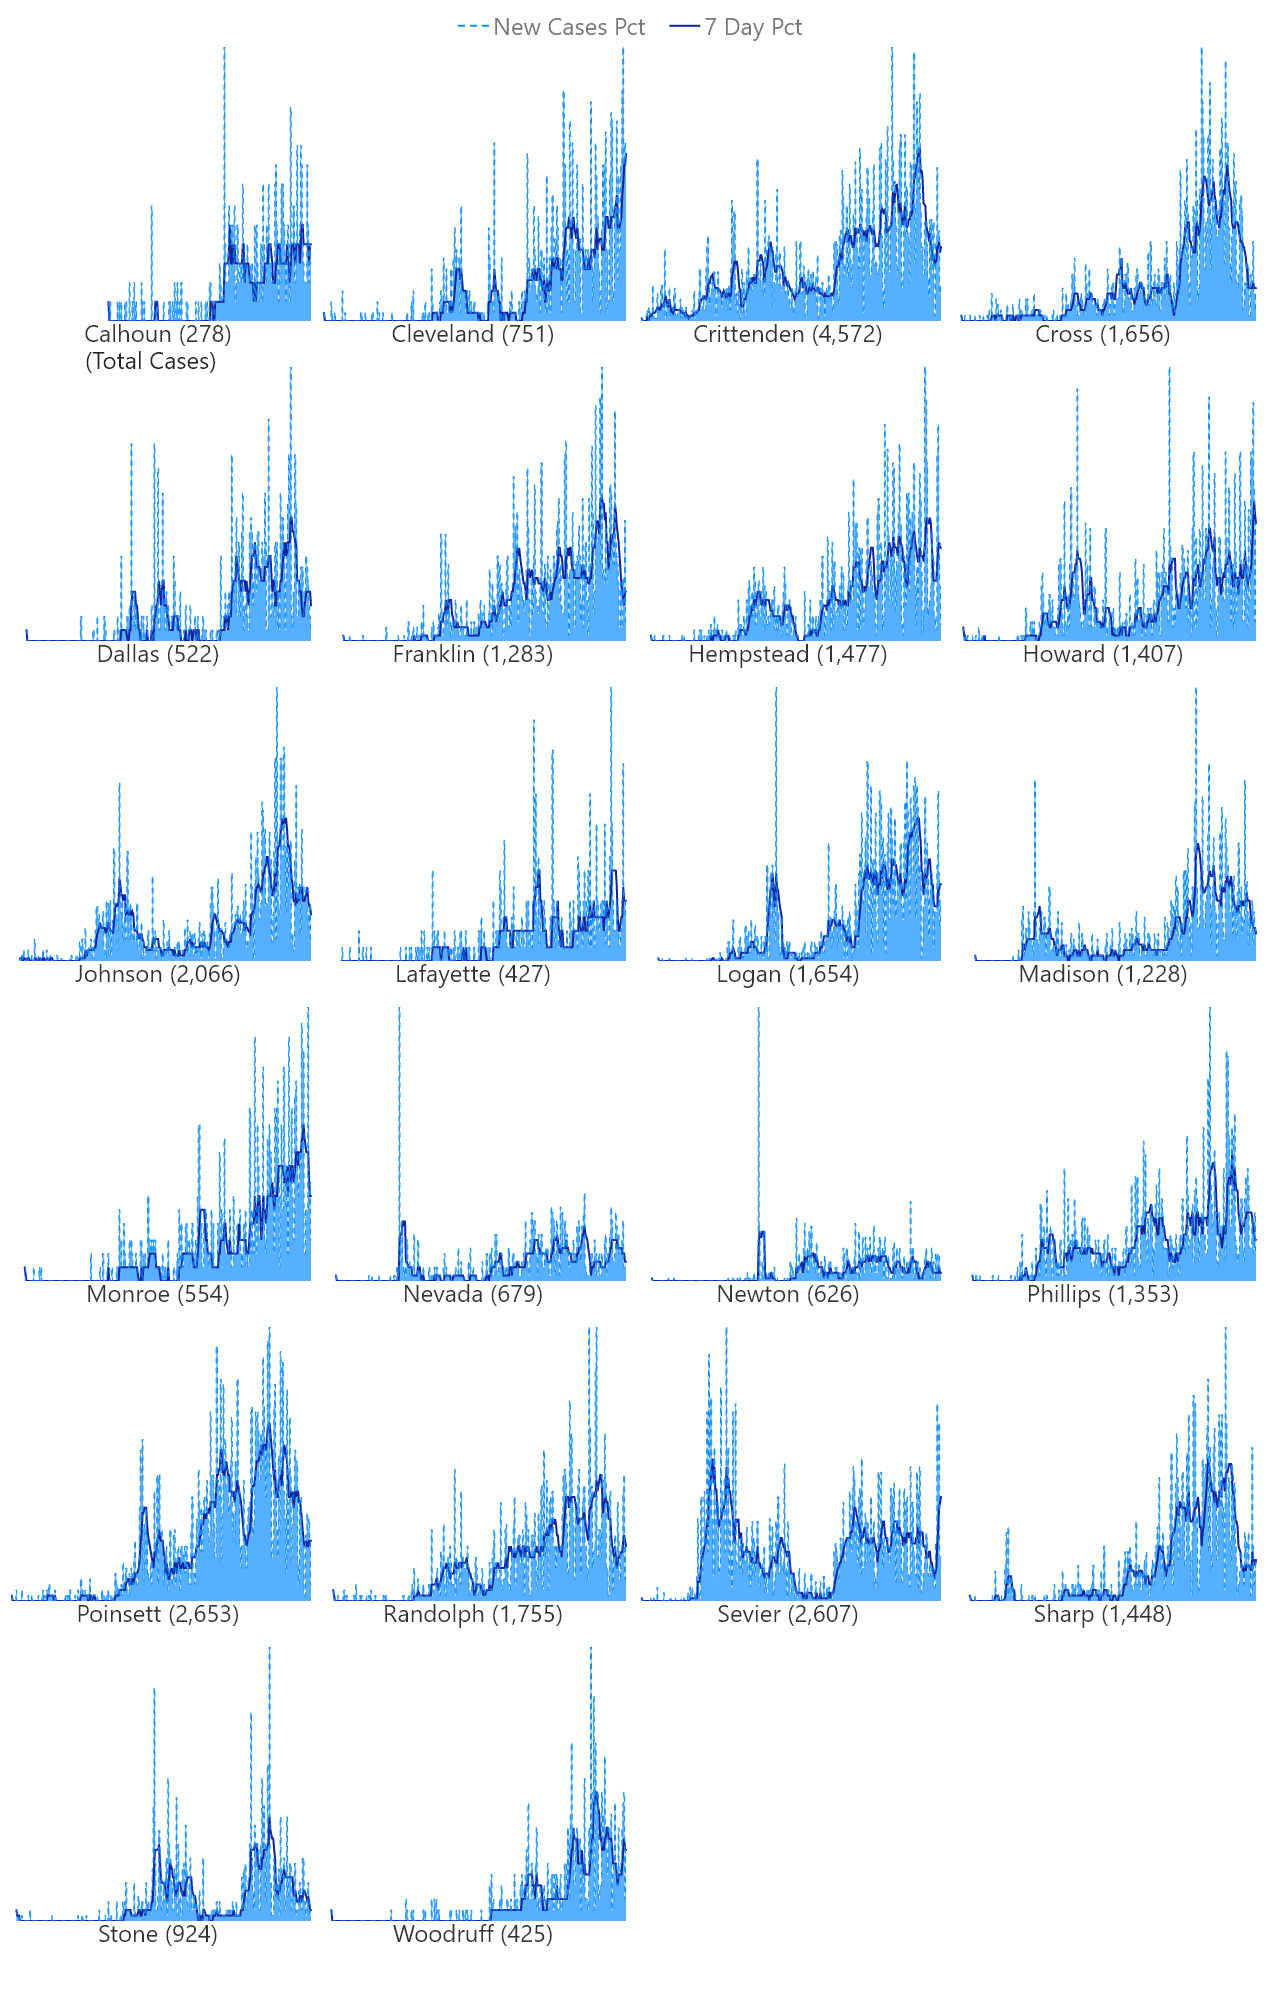 New Cases Pct 7 Day Pct
Calhoun (278) Cleveland (751) Crittenden (4,572) Cross (1,656)
(Total Cases)
Dallas (522) Franklin (1,283) Hempstead (1,477) Howard (1,407)
Johnson (2,066) Lafayette (427) Logan (1,654) Madison (1,228)
Monroe (554) Nevada (679) Newton (626) Phillips (1,353)
Poinsett (2,653) Randolph (1,755) Sevier (2,607) Sharp (1,448)
Stone (924) Woodruff (425)